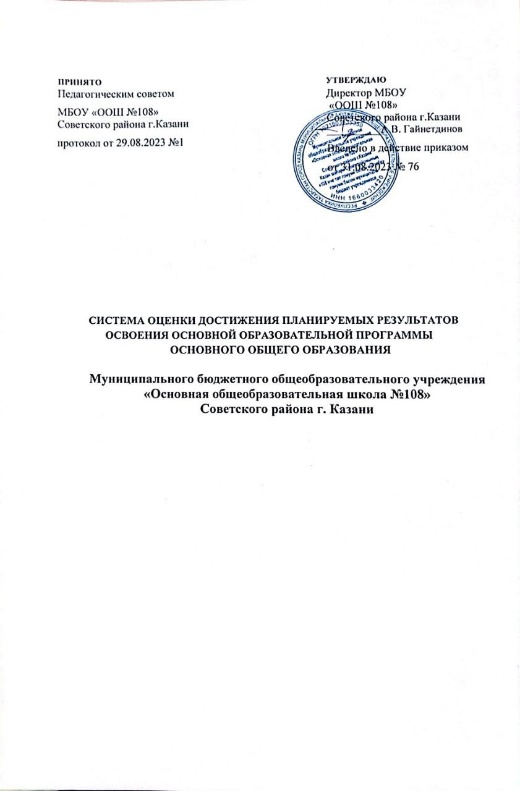 ПРИНЯТО
Педагогическим советом
МБОУ «ООШ №108»
Советского района г.Казани
протокол от 29.08.2023 №1
УТВЕРЖДАЮ
Директор МБОУ
«ООШ №108»
Советского района г.Казани
В. Гайнетдинов
Введено в действие приказом
от 31.08.2023 № 76
ИНН 1660033420
СИСТЕМА ОЦЕНКИ ДОСТИЖЕНИЯ ПЛАНИРУЕМЫХ РЕЗУЛЬТАТОВ
ОСВОЕНИЯ ОСНОВНОЙ ОБРАЗОВАТЕЛЬНОЙ ПРОГРАММЫ
ОСНОВНОГО ОБЩЕГО ОБРАЗОВАНИЯ
Муниципального бюджетного общеобразовательного учреждения
«Основная общеобразовательная школа №108»
Советского района г. Казани